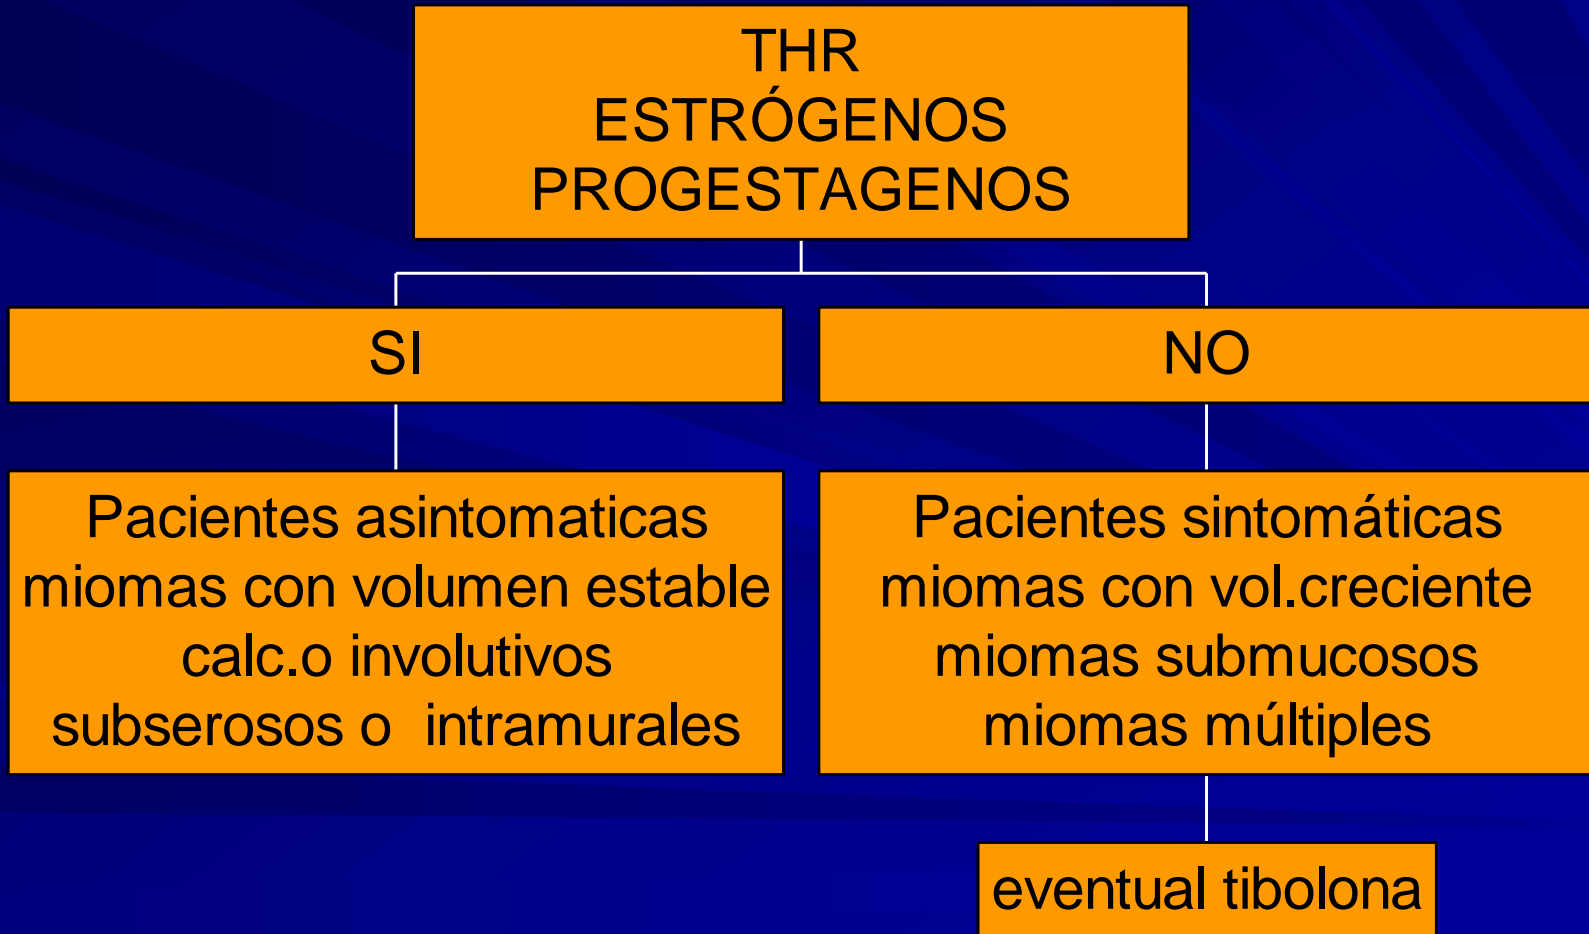 THR
ESTRÓGENOS
PROGESTAGENOS
SI
NO
Pacientes asintomaticas
miomas con volumen estable
calc.o involutivos
subserosos o intramurales
Pacientes sintomáticas
miomas con vol.creciente
miomas submucosos
miomas múltiples
eventual tibolona